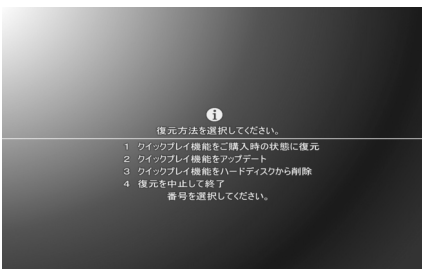 復元方法を選択してください。
1 クイックプレイ機能をご購入時の状態に復元
2 クイックプレイ機能をアップデート
3 クイックプレイ機能をハードディスクから削除
4 復元を中止して終了
番号を選択してください。